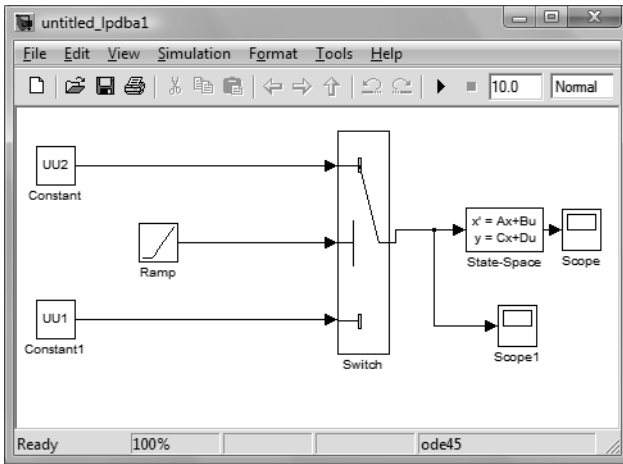 untitled_lpdba1
File Edit View Simulation Format Tools Help
10.0 Normal
UU2
Constant
Ramp
UU1
Constant1
Switch
x' = Ax+Bu
y = Cx+Du
State-Space
Scope
Scope1
Ready 100% ode45